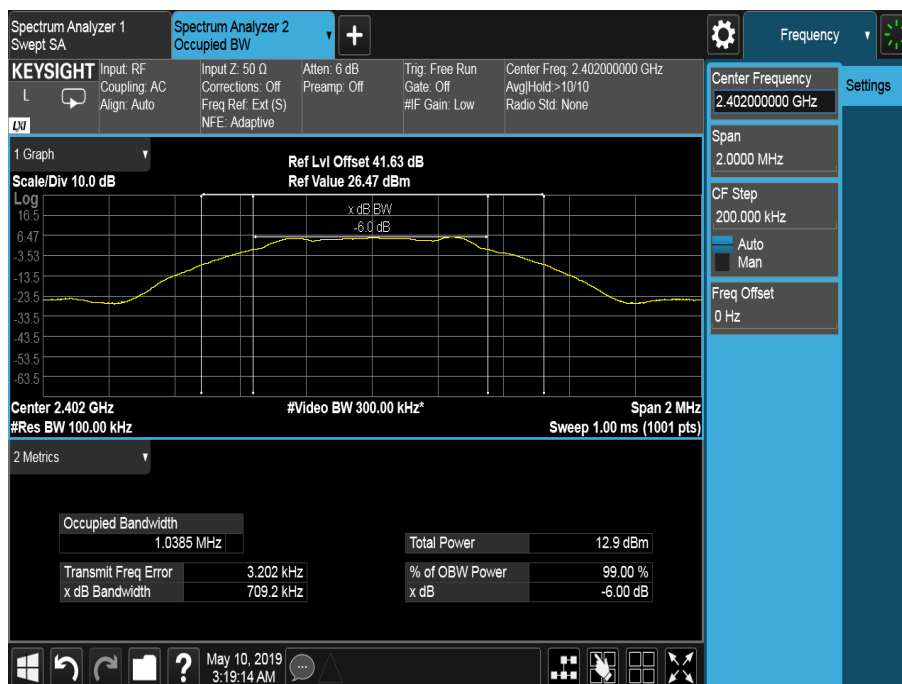 Spectrum Analyzer 1
Swept SA
Spectrum Analyzer 2
Occupied BW
Frequency
KEYSIGHT
L
LXI
Input: RF
Coupling: AC
Align: Auto
Input Z: 50 Ω
Corrections: Off
Freq Ref: Ext (S)
NFE: Adaptive
Atten: 6 dB
Preamp: Off
Trig: Free Run
Gate: Off
#IF Gain: Low
Center Freq: 2.402000000 GHz
Avg|Hold:>10/10
Radio Std: None
Center Frequency
2.402000000 GHz
Settings
Span
2.0000 MHz
CF Step
200.000 kHz
Auto
Man
Freq Offset
0 Hz
1 Graph
Ref Lvl Offset 41.63 dB
Scale/Div 10.0 dB
Ref Value 26.47 dBm
Log
x dB BW
-6.0 dB
16.5
6.47
-3.53
-13.5
-23.5
-33.5
-43.5
-53.5
-63.5
Center 2.402 GHz
#Video BW 300.00 kHz*
Span 2 MHz
#Res BW 100.00 kHz
Sweep 1.00 ms (1001 pts)
2 Metrics
Occupied Bandwidth
1.0385 MHz
Total Power 12.9 dBm
Transmit Freq Error 3.202 kHz
% of OBW Power 99.00 %
x dB Bandwidth 709.2 kHz
x dB -6.00 dB
?
May 10, 2019
3:19:14 AM